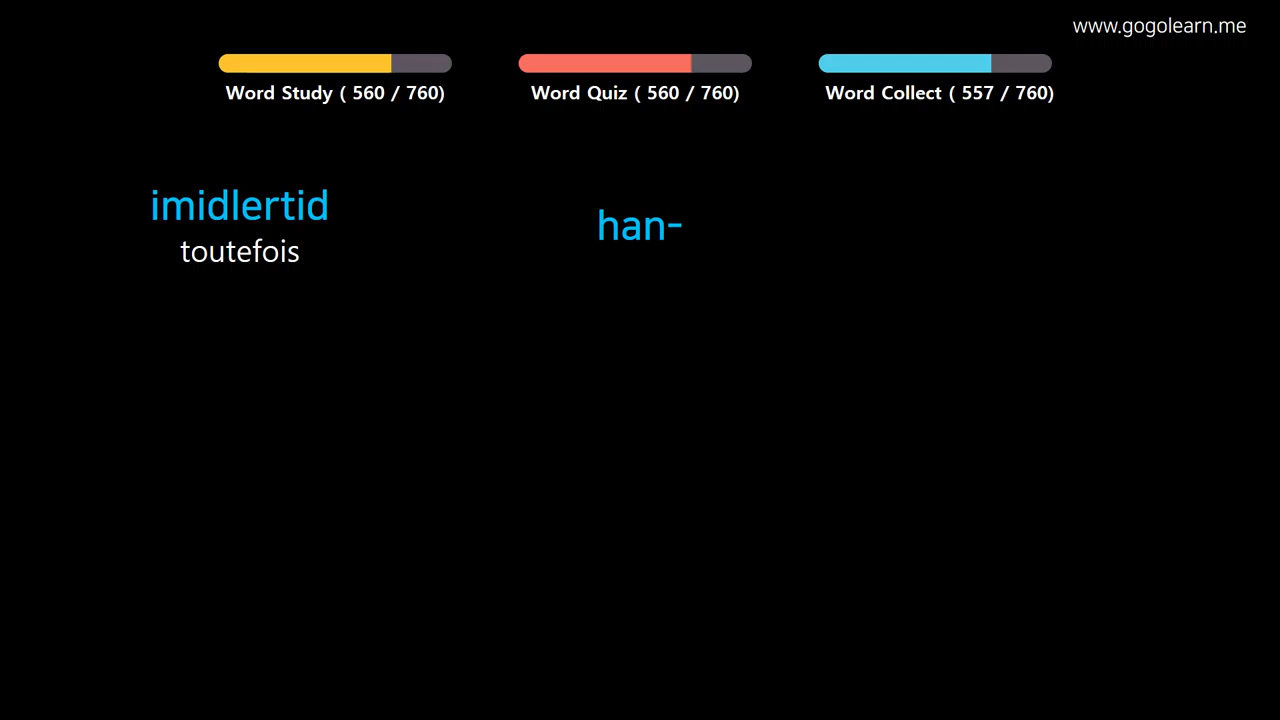 www.gogolearn.me
Word Study ( 560 / 760)
Word Quiz ( 560 / 760)
Word Collect ( 557 / 760)
imidlertid
toutefois
han-